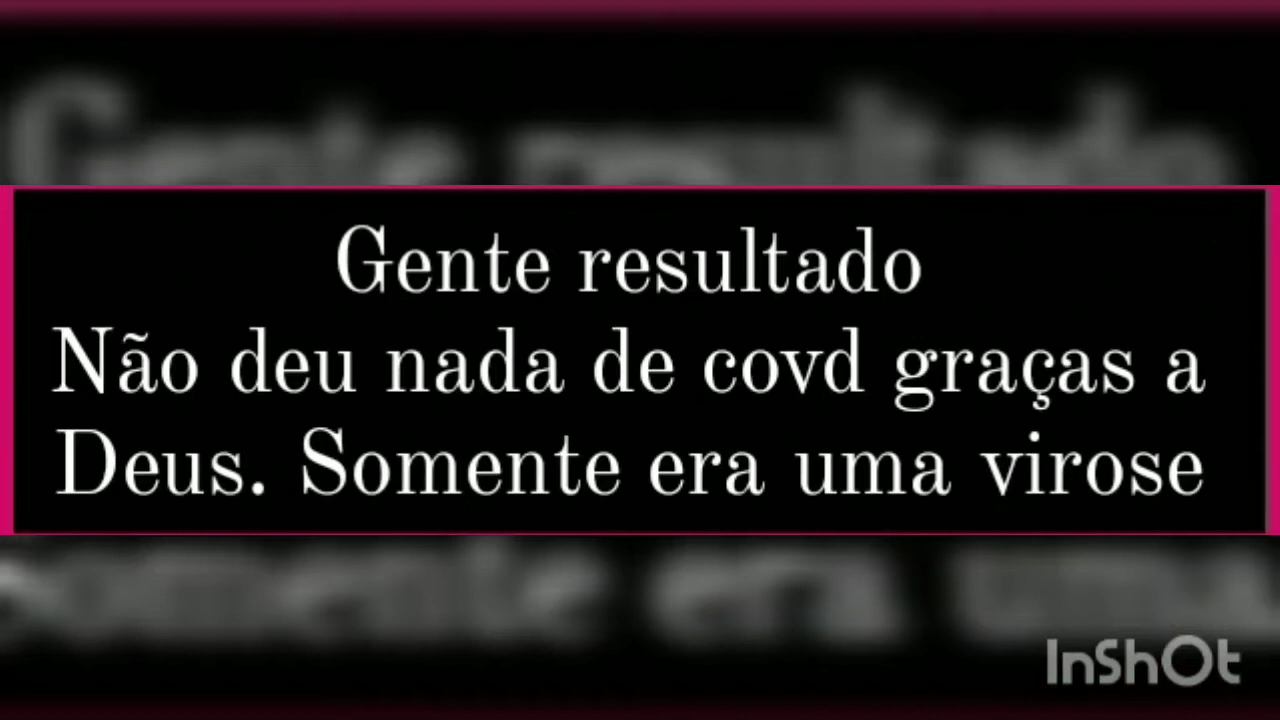 Gente resultado
Não deu nada de covd graças a
Deus. Somente era uma virose
InShOt